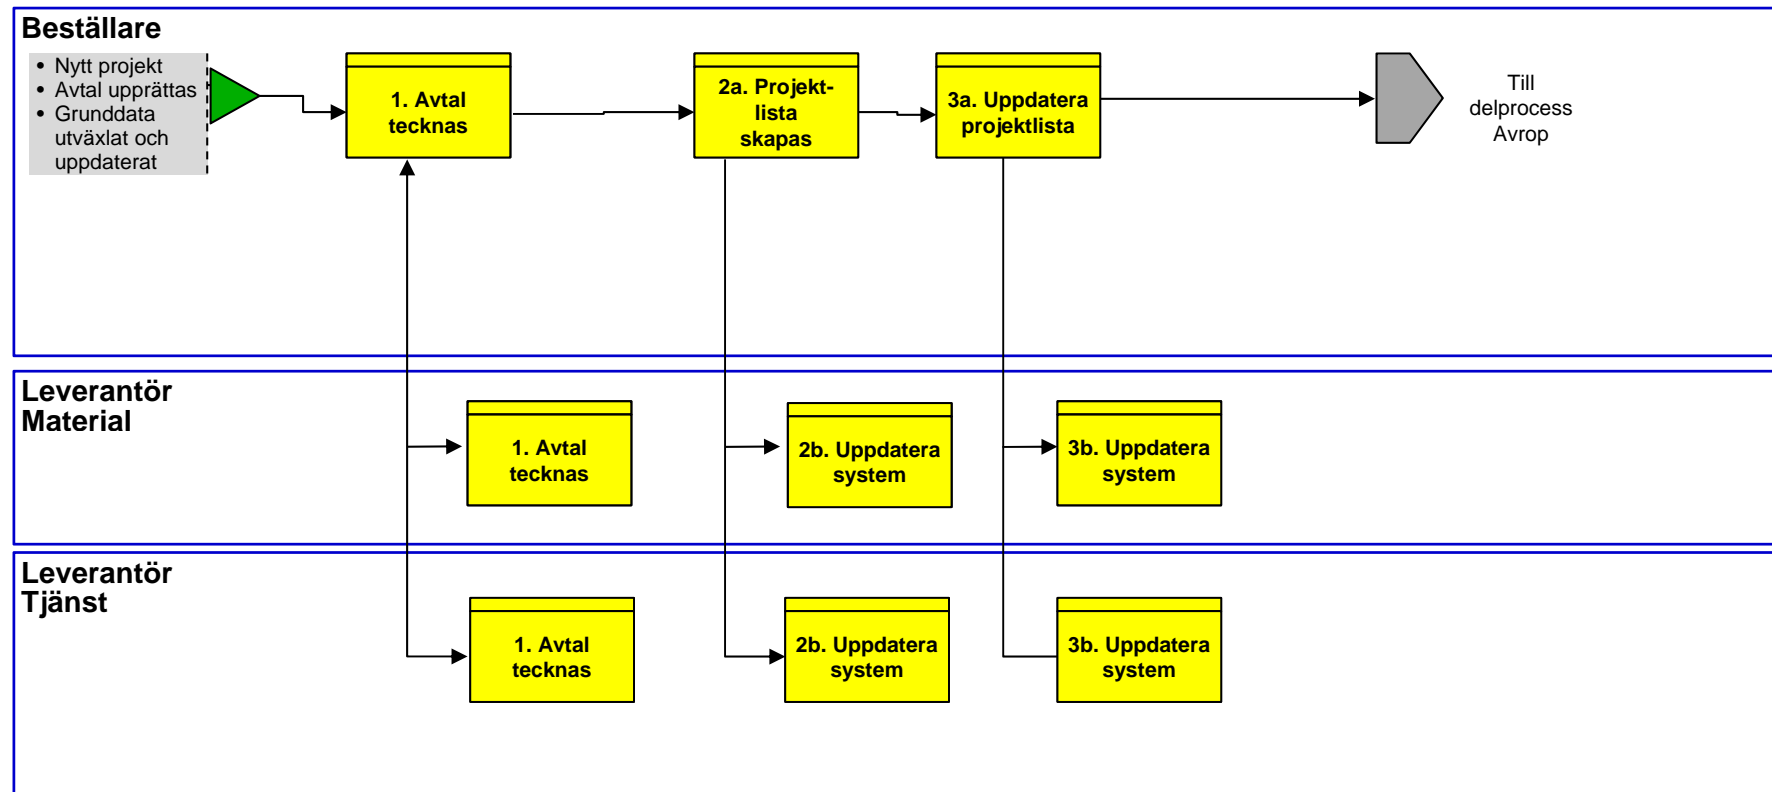 Beställare
• Nytt projekt
• Avtal upprättas
• Grunddata
utväxlat och
uppdaterat
1. Avtal
tecknas
2a. Projekt-
lista
skapas
3a. Uppdatera
projektlista
Till
delprocess
Avrop
Leverantör
Material
1. Avtal
tecknas
2b. Uppdatera
system
3b. Uppdatera
system
Leverantör
Tjänst
1. Avtal
tecknas
2b. Uppdatera
system
3b. Uppdatera
system